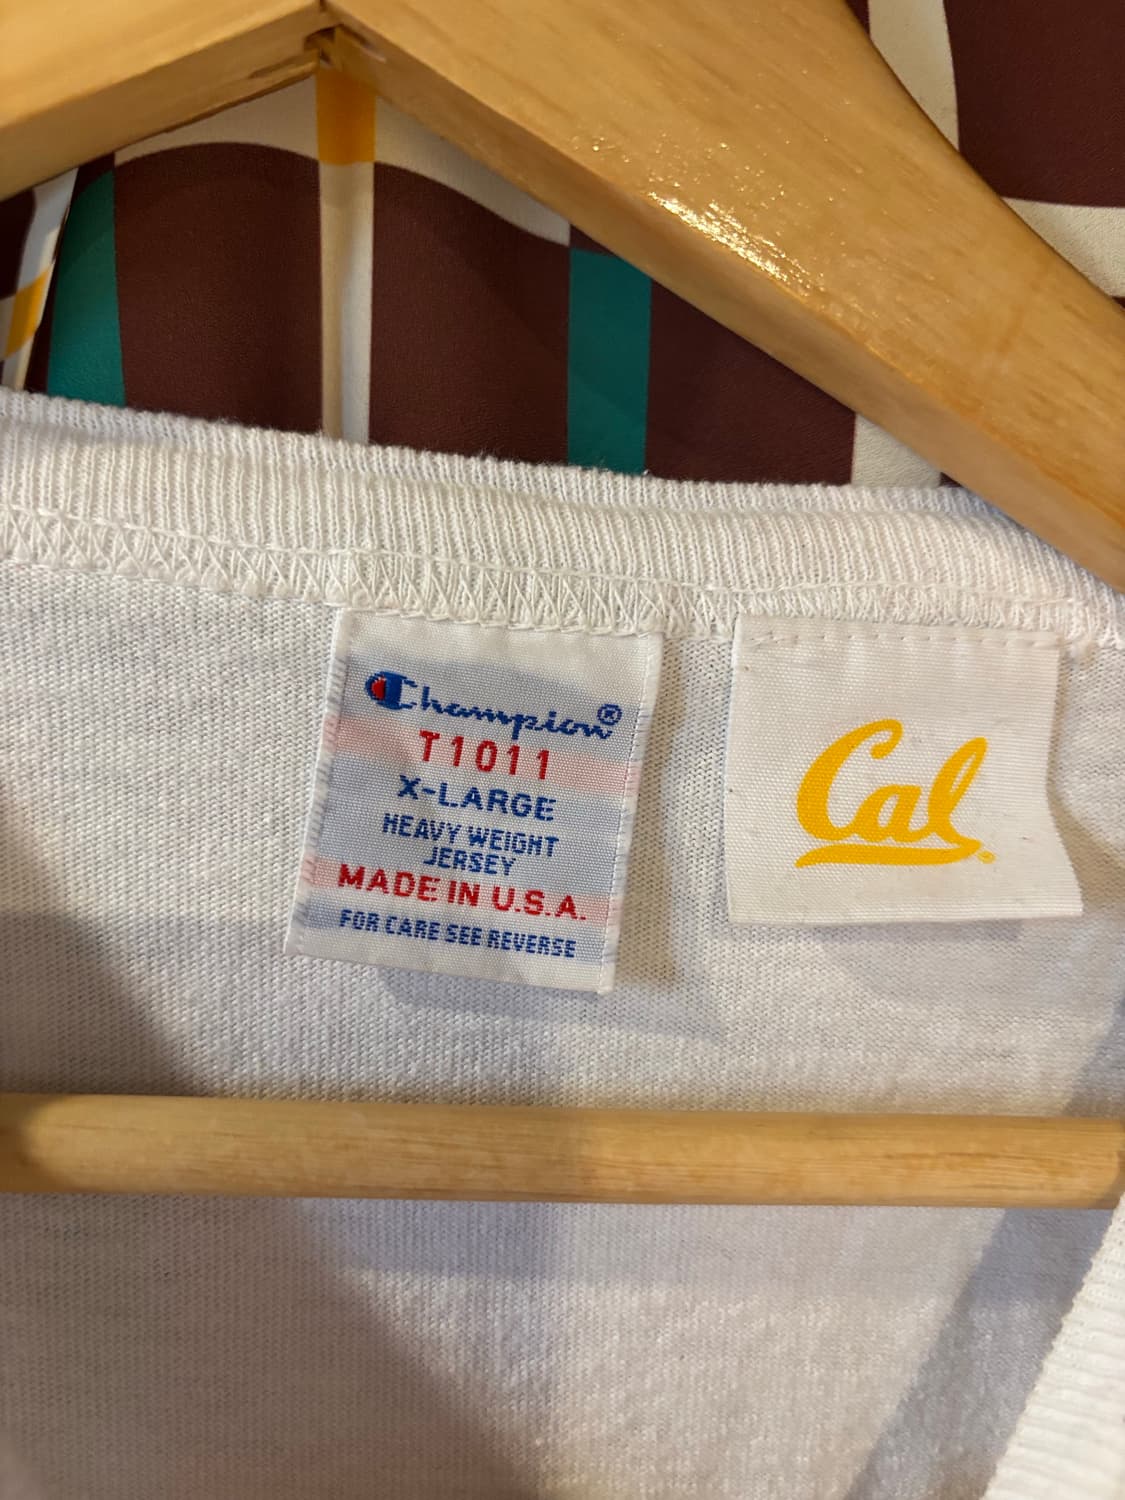 Champion®
T1011
X-LARGE
HEAVY WEIGHT
JERSEY
MADE IN U.S.A.
FOR CARE SEE REVERSE
Cal®